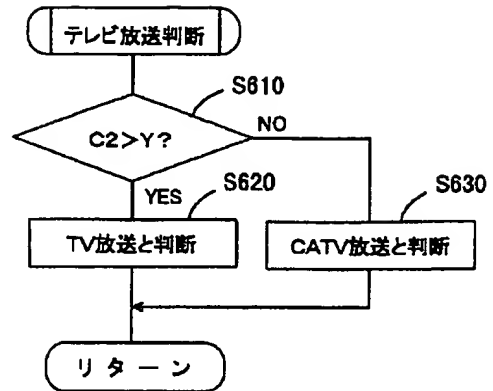 テレビ放送判断
S610
C2>Y?
NO
YES
S620
S630
TV放送と判断
CATV放送と判断
リターン